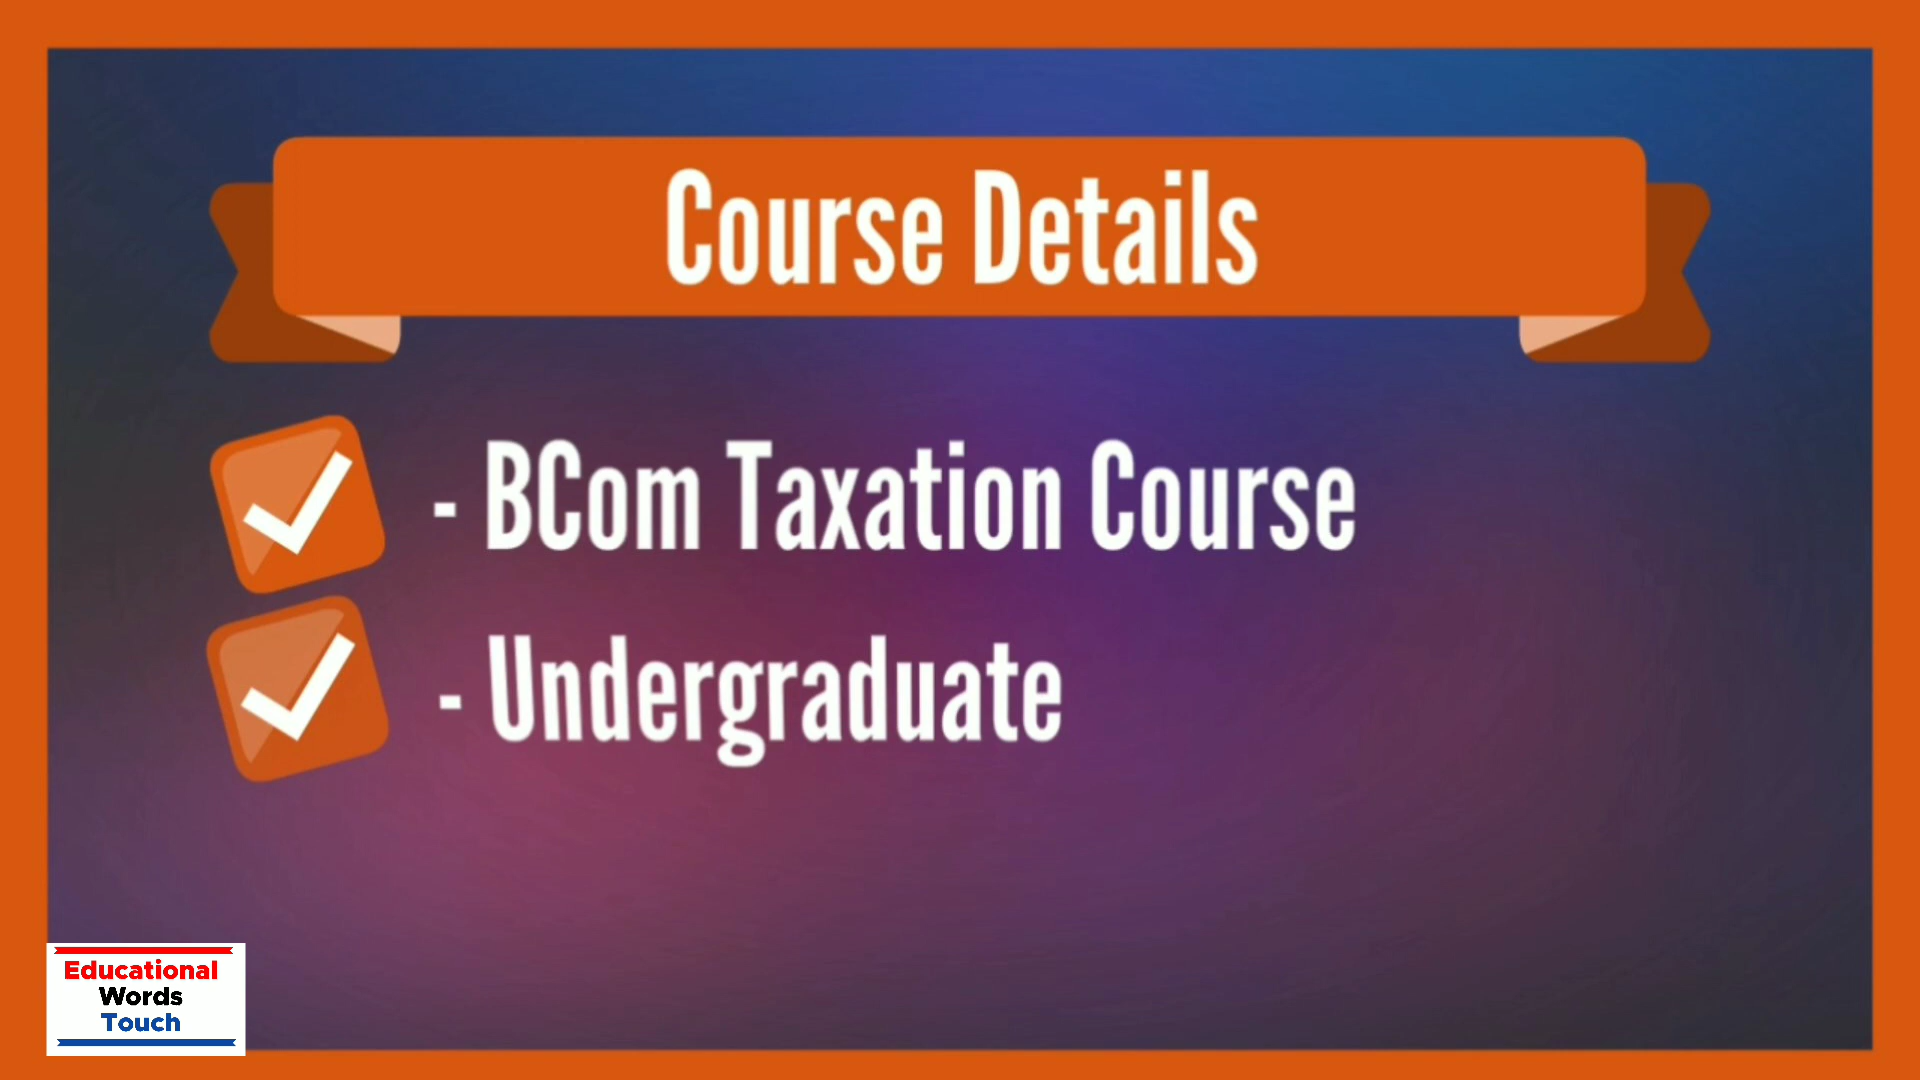 Course Details
- BCom Taxation Course
- Undergraduate
Educational
Words
Touch